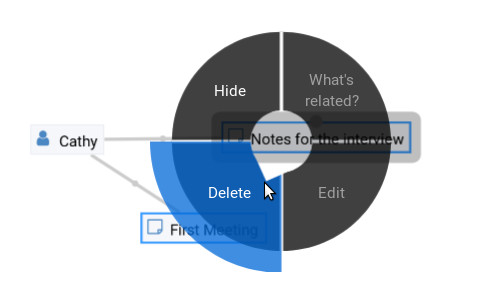 Hide
What's
related?
Cathy
Notes for the interview
Delete
Edit
First Meeting